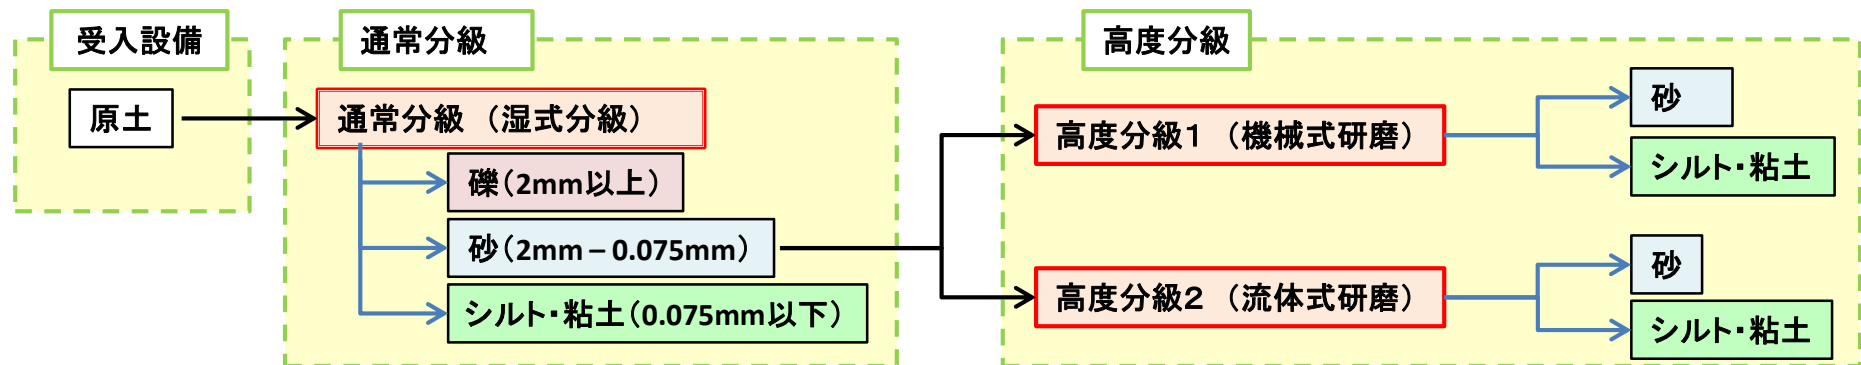 受入設備
原土
通常分級
通常分級（湿式分級）
礫（2mm以上）
砂（2mm – 0.075mm）
シルト・粘土（0.075mm以下）
高度分級
高度分級１（機械式研磨）
砂
シルト・粘土
高度分級２（流体式研磨）
砂
シルト・粘土